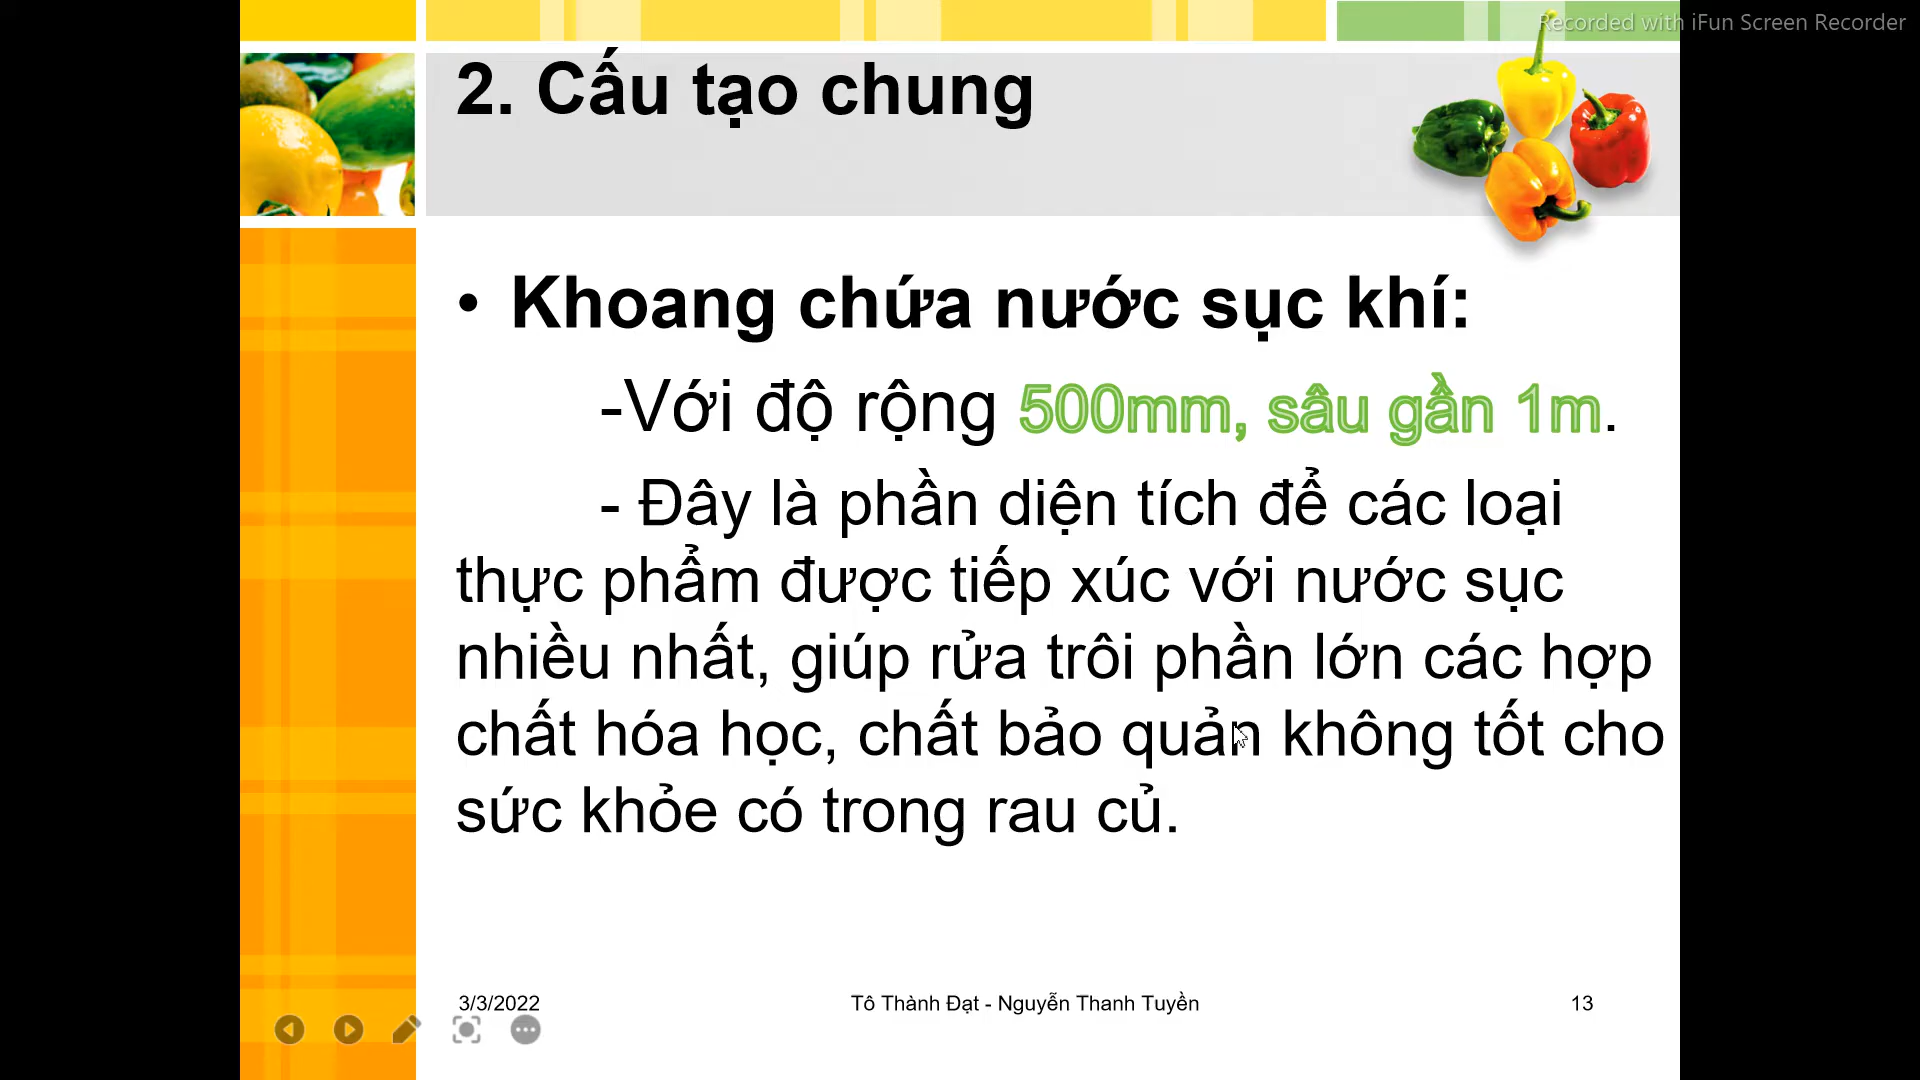 Recorded with iFun Screen Recorder
2. Cấu tạo chung
• Khoang chứa nước sục khí:
-Với độ rộng 500mm, sâu gần 1m.
- Đây là phần diện tích để các loại
thực phẩm được tiếp xúc với nước sục
nhiều nhất, giúp rửa trôi phần lớn các hợp
chất hóa học, chất bảo quản không tốt cho
sức khỏe có trong rau củ.
3/3/2022
Tô Thành Đạt - Nguyễn Thanh Tuyền
13